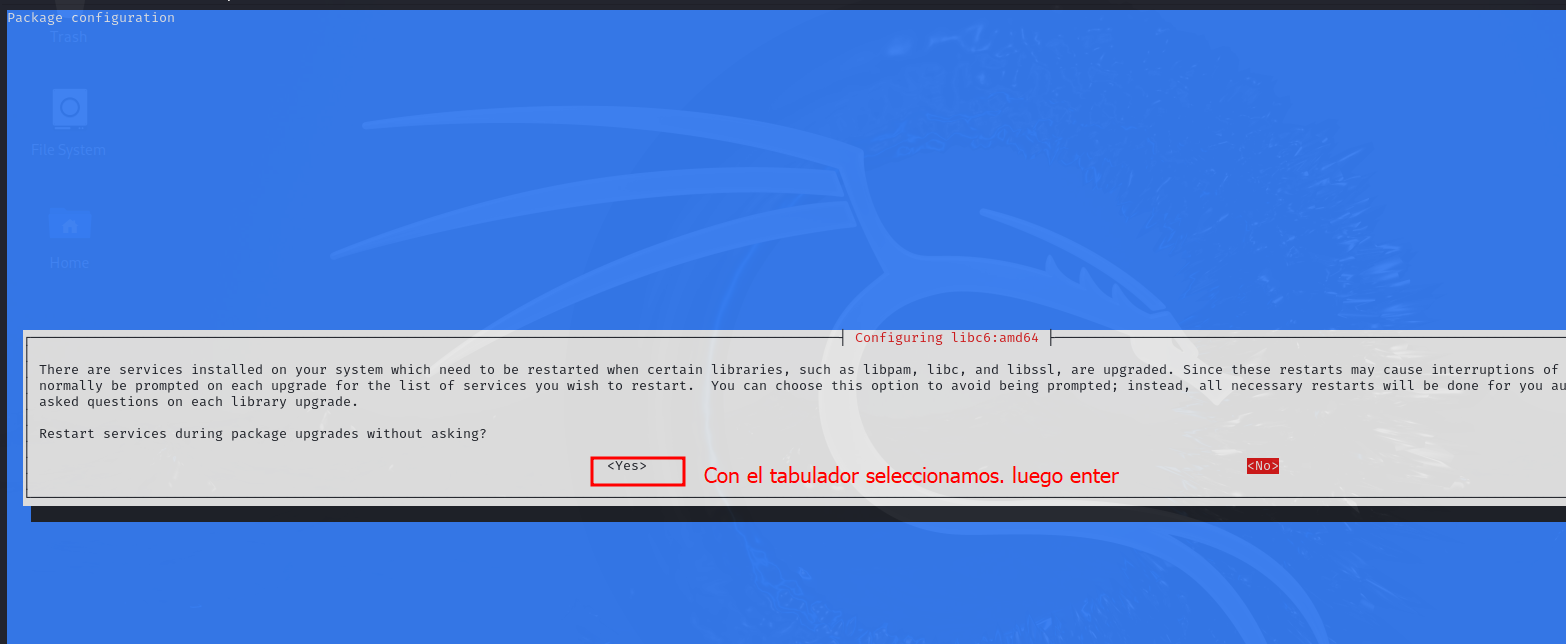 Package configuration
Trash
File System
Home
Configuring libc6:amd64
There are services installed on your system which need to be restarted when certain libraries, such as libpam, libc, and libssl, are upgraded. Since these restarts may cause interruptions of
normally be prompted on each upgrade for the list of services you wish to restart.  You can choose this option to avoid being prompted; instead, all necessary restarts will be done for you au
asked questions on each library upgrade.
Restart services during package upgrades without asking?
<Yes> Con el tabulador seleccionamos. luego enter <No>